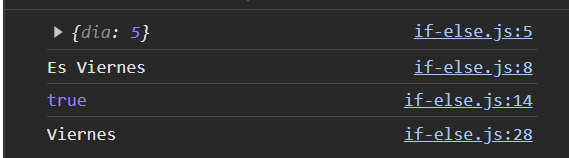 ▶ {dia: 5} if-else.js:5
Es Viernes if-else.js:8
true if-else.js:14
Viernes if-else.js:28